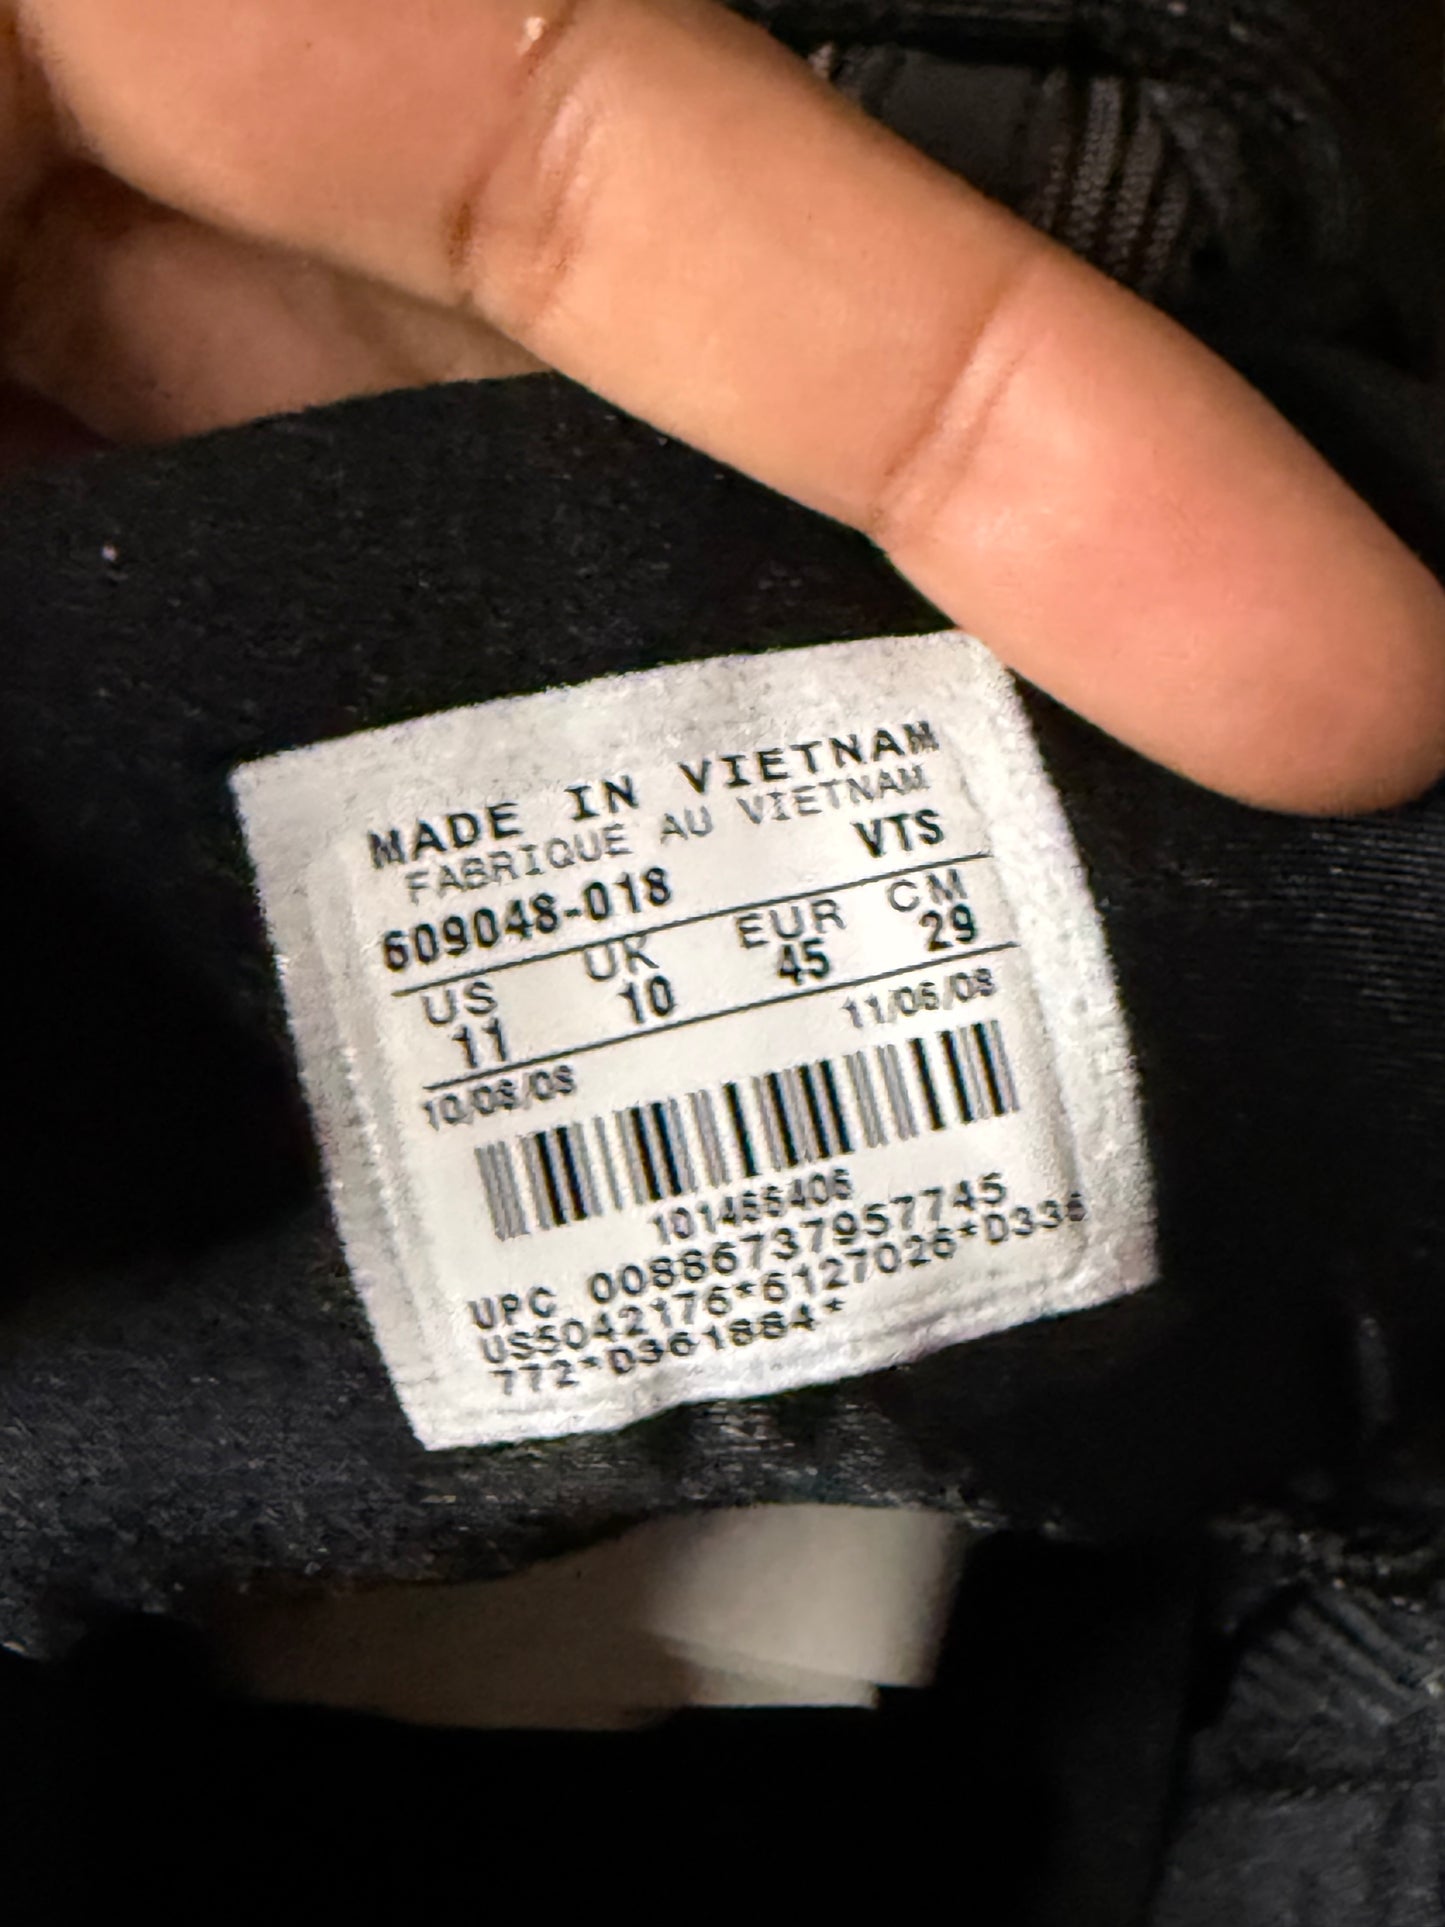 MADE IN VIETNAM
FABRIQUE AU VIETNAM
609048-018 VTS
US UK EUR CM
11 10 45 29
10/08/08 11/06/08
101455406
UPC 00886737957745
US5042176*6127026*D336
772*D361884*